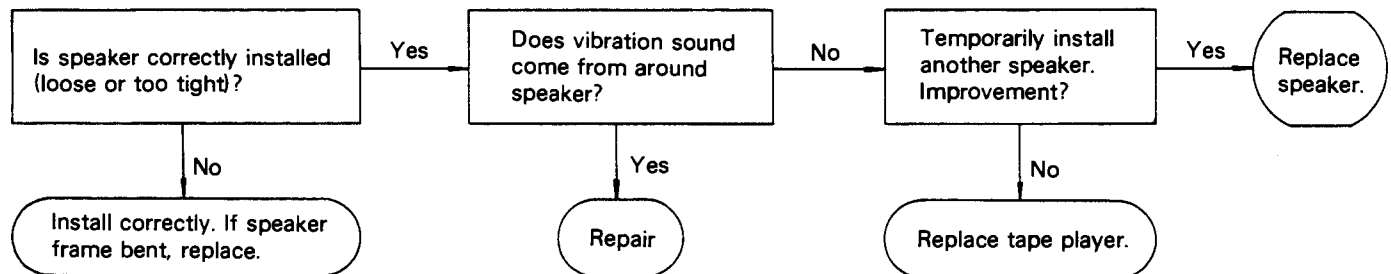 Is speaker correctly installed
(loose or too tight)?
Yes
Does vibration sound
come from around
speaker?
No
Temporarily install
another speaker.
Improvement?
Yes
Replace
speaker.
No
Install correctly. If speaker
frame bent, replace.
Yes
Repair
No
Replace tape player.